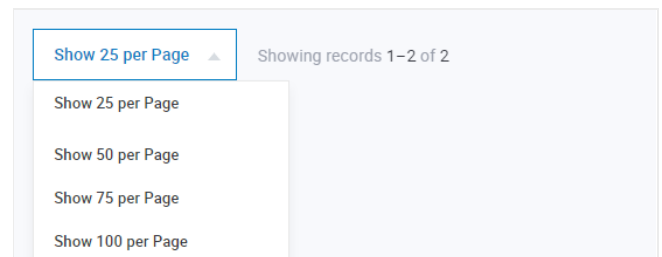 Show 25 per Page Showing records 1–2 of 2
Show 25 per Page
Show 50 per Page
Show 75 per Page
Show 100 per Page